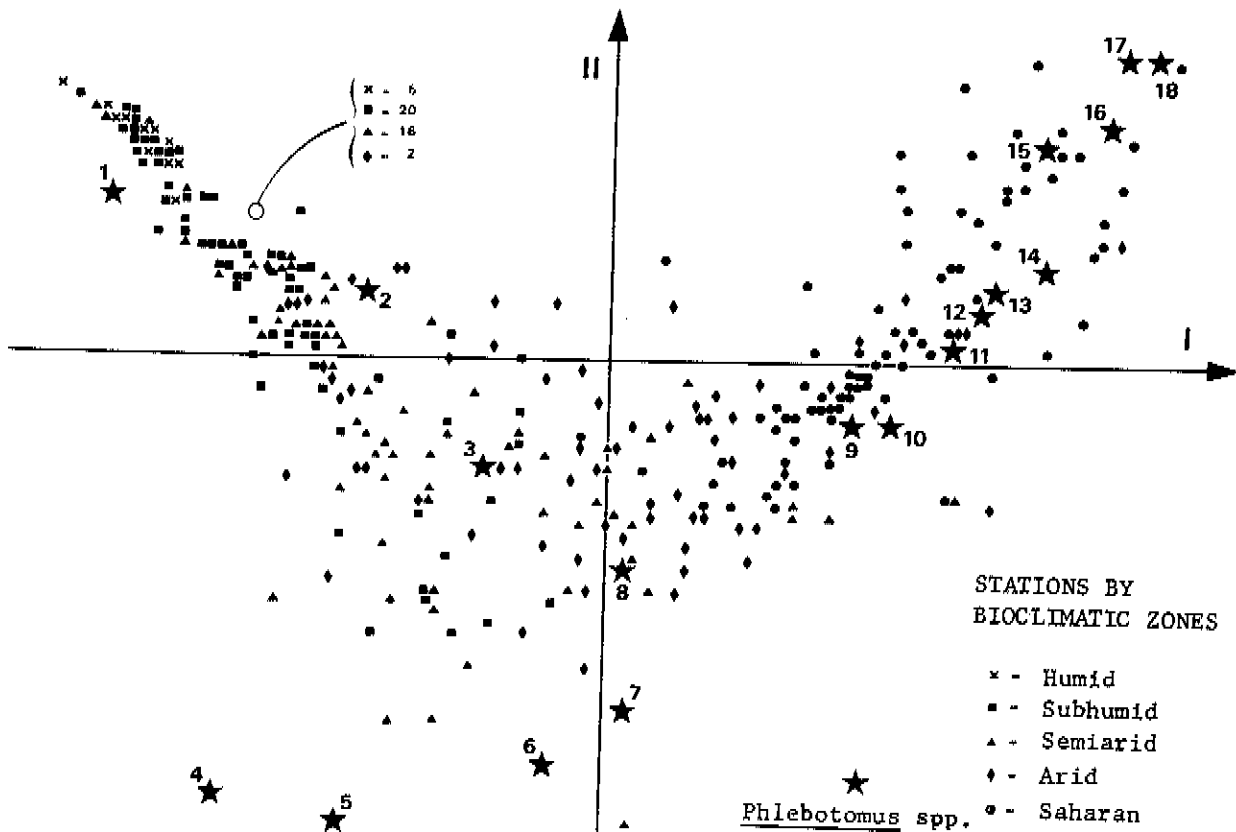 II
17
18
16
15
x - 6
■ - 20
▲ - 16
♦ - 2
1
2
14
13
12
11
I
3
9
10
8
7
6
4
5
STATIONS BY
BIOCLIMATIC ZONES
x - Humid
■ - Subhumid
▲ - Semiarid
♦ - Arid
● - Saharan
★
Phlebotomus spp.